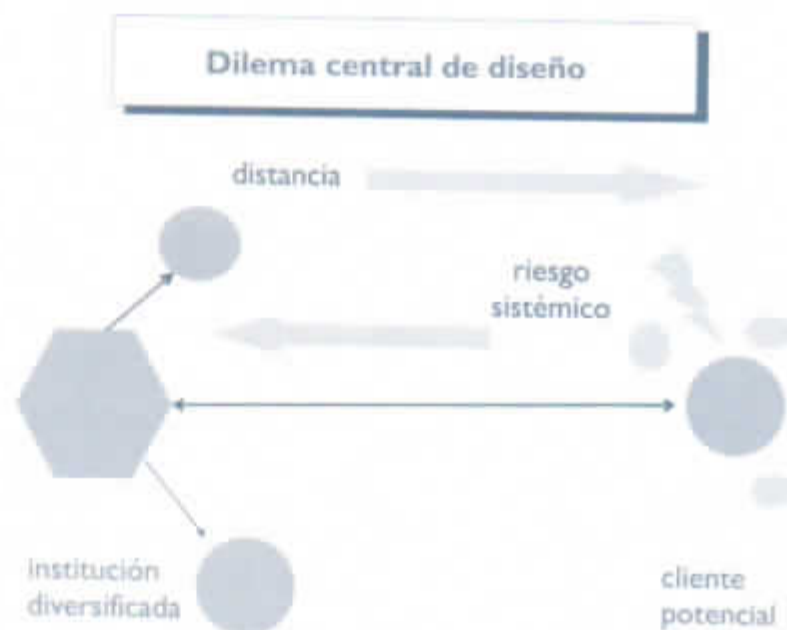 Dilema central de diseño
distancia
riesgo
sistémico
institución
diversificada
cliente
potencial